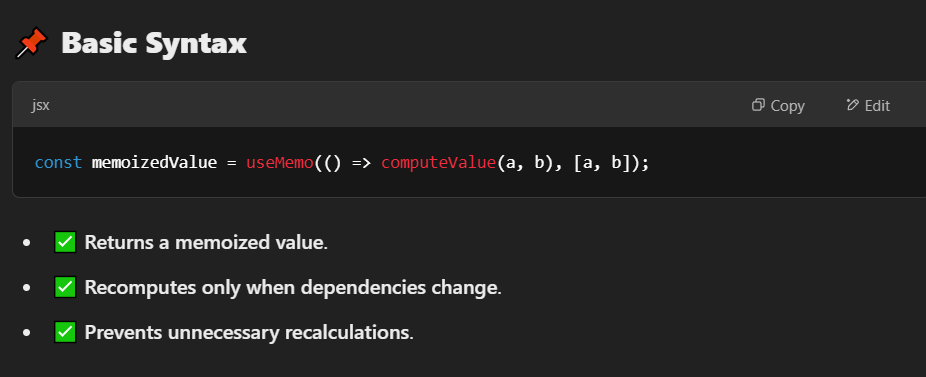 📌 Basic Syntax
jsx Copy Edit
const memoizedValue = useMemo(() => computeValue(a, b), [a, b]);
• ✅ Returns a memoized value.
• ✅ Recomputes only when dependencies change.
• ✅ Prevents unnecessary recalculations.